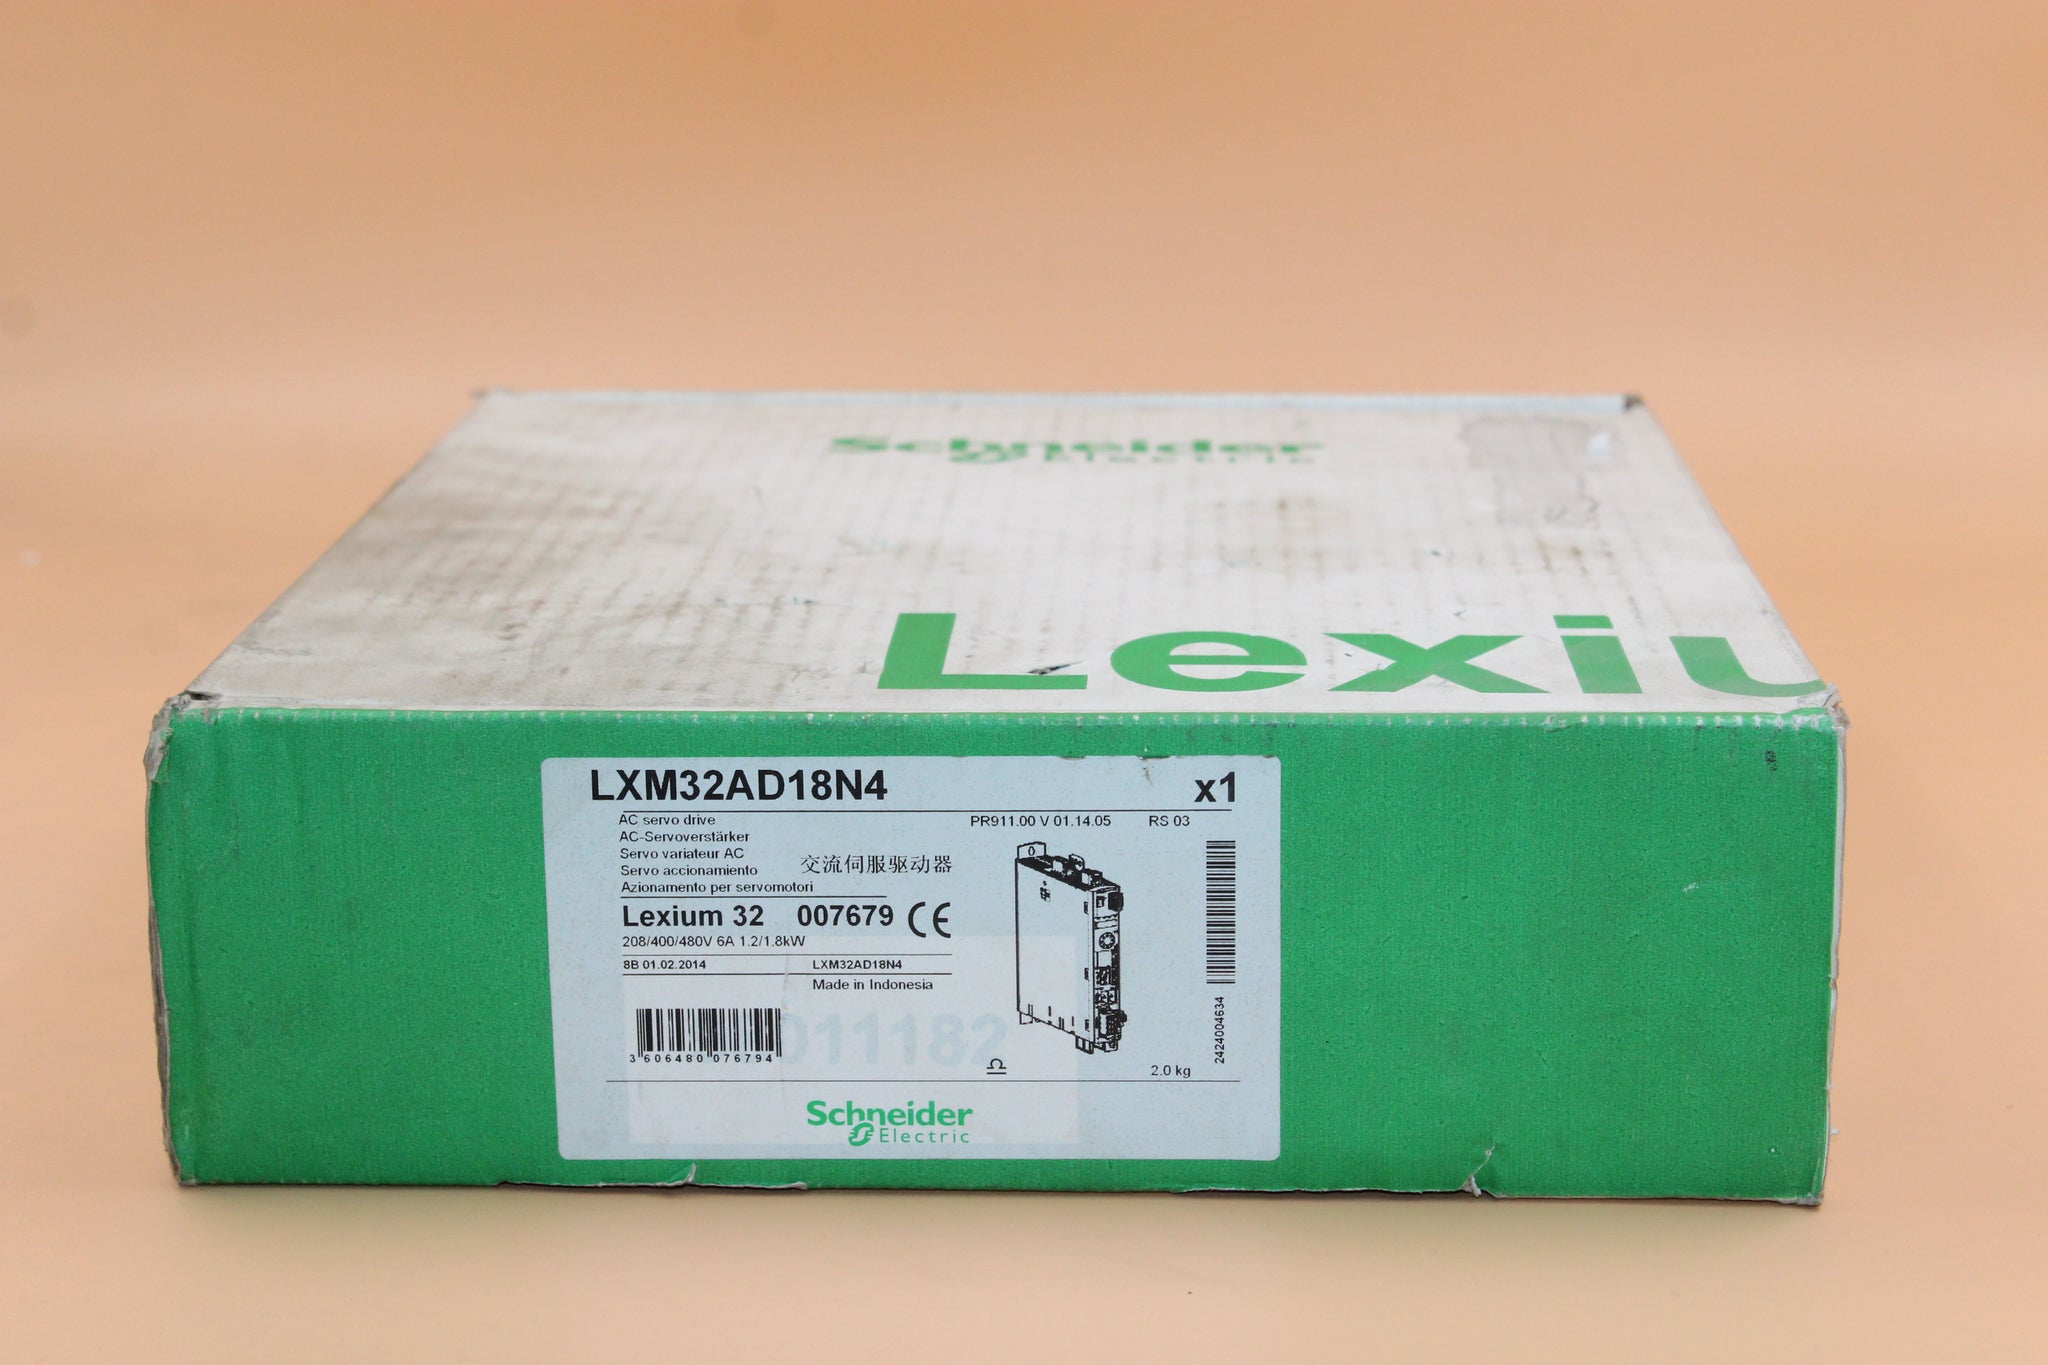 Schneider
Electric
Lexiu
LXM32AD18N4 x1
AC servo drive PR911.00 V 01.14.05 RS 03
AC-Servoverstärker
Servo variateur AC
Servo accionamiento 交流伺服驱动器
Azionamento per servomotori
Lexium 32 007679 CE
208/400/480V 6A 1.2/1.8kW
8B 01.02.2014 LXM32AD18N4
Made in Indonesia
2424004634
011182
3606480076794
2.0 kg
Schneider
Electric